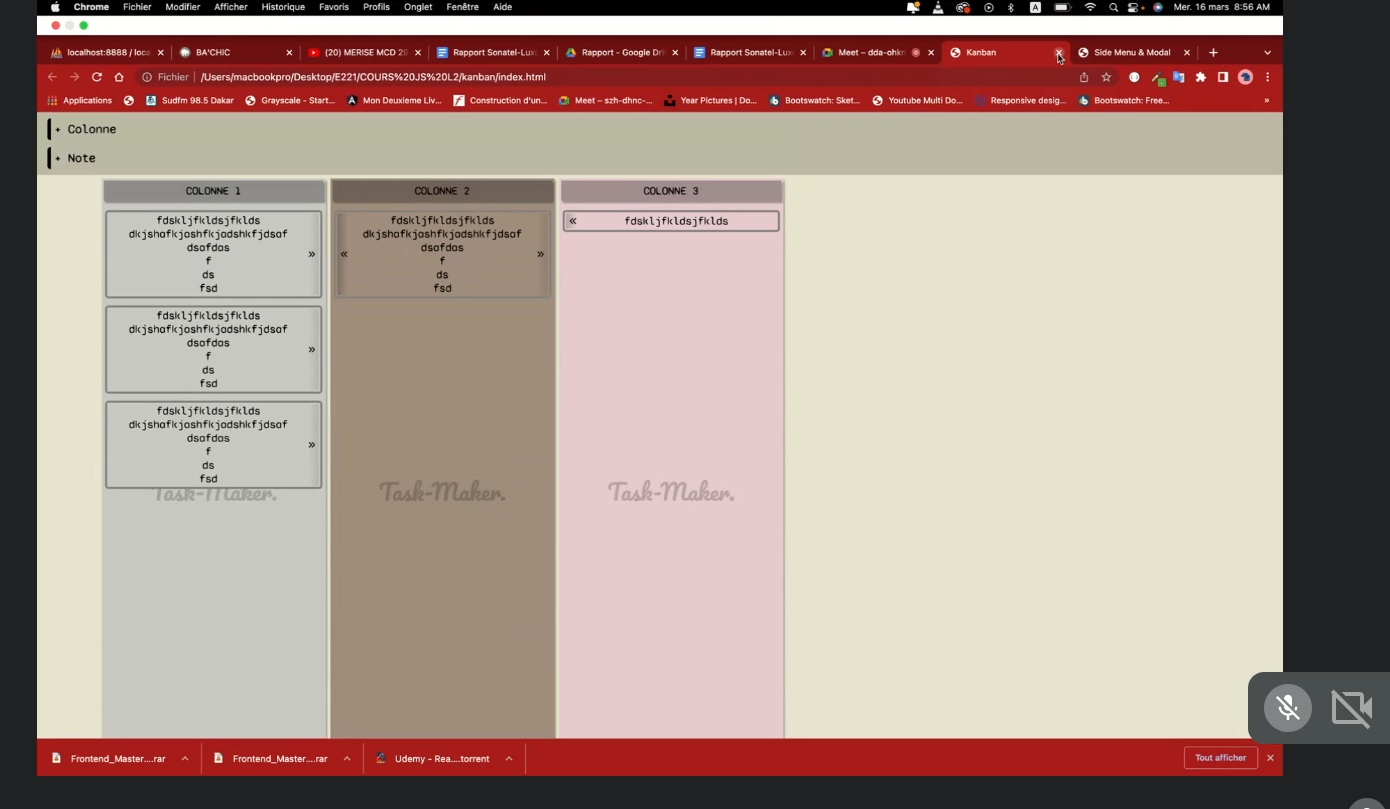 Chrome Fichier Modifier Afficher Historique Favoris Profils Onglet Fenêtre Aide A Mer. 16 mars 8:56 AM
localhost:8888 / loca BA'CHIC (20) MERISE MCD 29 Rapport Sonatel-Lux Rapport - Google Dri Rapport Sonatel-Lux Meet – dda-ohkn Kanban Side Menu & Modal
Fichier /Users/macbookpro/Desktop/E221/COURS%20JS%20L2/kanban/index.html
Applications Sudfm 98.5 Dakar Grayscale - Start... Mon Deuxieme Liv... Construction d'un... Meet – szh-dhnc-... Year Pictures | Do... Bootswatch: Sket... Youtube Multi Do... Responsive desig... Bootswatch: Free... »
+ Colonne
+ Note
COLONNE 1
fdskljfkldsjfklds
dkjshafkjashfkjadshkfjdsaf
dsafdas
f »
ds
fsd
fdskljfkldsjfklds
dkjshafkjashfkjadshkfjdsaf
dsafdas
f »
ds
fsd
fdskljfkldsjfklds
dkjshafkjashfkjadshkfjdsaf
dsafdas
f »
ds
fsd
Task-Maker.
COLONNE 2
fdskljfkldsjfklds
dkjshafkjashfkjadshkfjdsaf
dsafdas
« f »
ds
fsd
Task-Maker.
COLONNE 3
« fdskljfkldsjfklds
Task-Maker.
Frontend_Master....rar Frontend_Master....rar Udemy - Rea....torrent Tout afficher